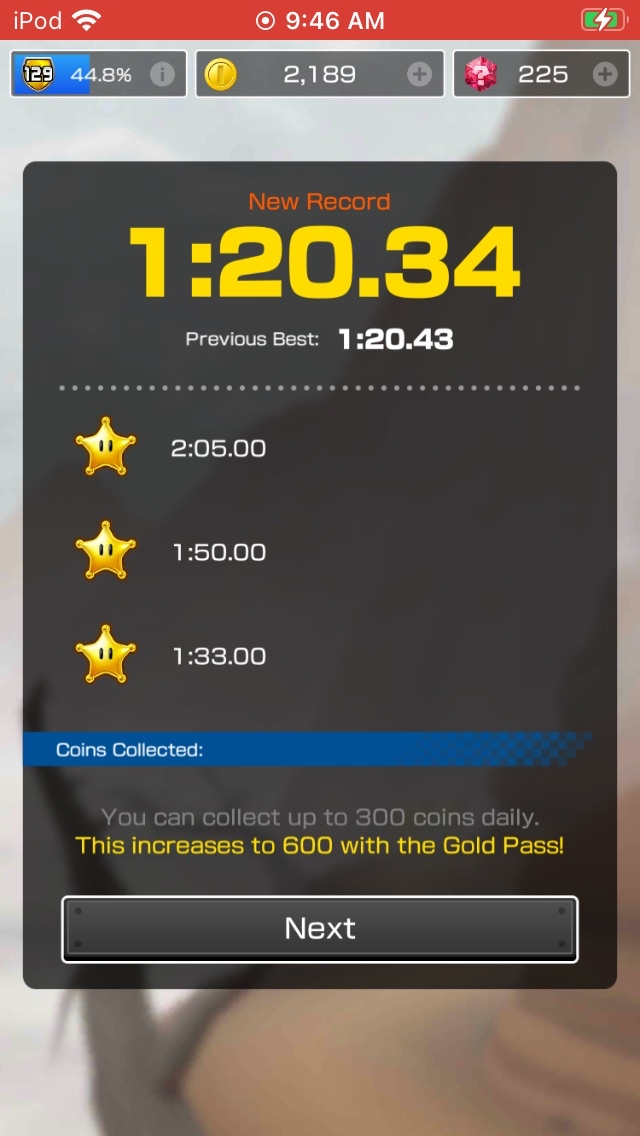 iPod 9:46 AM
129 44.8% i 2,189 + ? 225 +
New Record
1:20.34
Previous Best: 1:20.43
2:05.00
1:50.00
1:33.00
Coins Collected:
You can collect up to 300 coins daily.
This increases to 600 with the Gold Pass!
Next